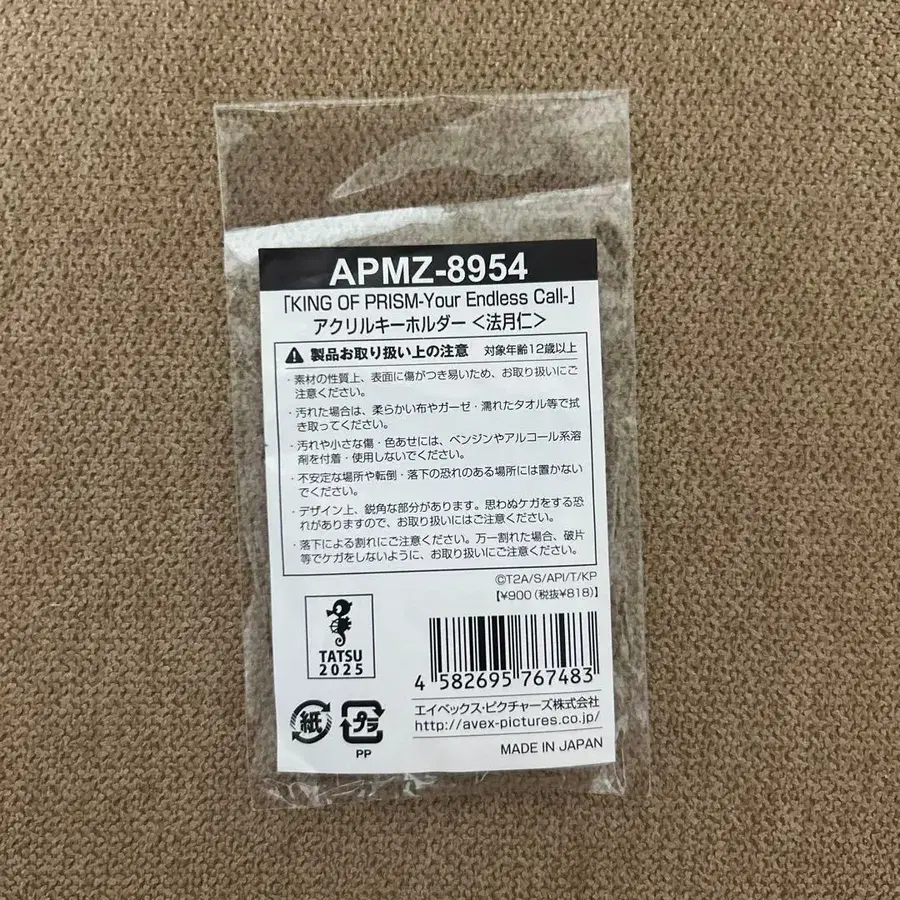 APMZ-8954
「KING OF PRISM-Your Endless Call-」
アクリルキーホルダー＜法月仁＞
製品お取り扱い上の注意 対象年齢12歳以上
・素材の性質上、表面に傷がつき易いため、お取り扱いにご
注意ください。
・汚れた場合は、柔らかい布やガーゼ・濡れたタオル等で拭
き取ってください。
・汚れや小さな傷・色あせには、ベンジンやアルコール系溶
剤を付着・使用しないでください。
・不安定な場所や転倒・落下の恐れのある場所には置かない
でください。
・デザイン上、鋭角な部分があります。思わぬケガをする恐
れがありますので、お取り扱いにはご注意ください。
・落下による割れにご注意ください。万一割れた場合、破片
等でケガをしないように、お取り扱いにご注意ください。
©T2A/S/API/T/KP
【¥900（税抜¥818）】
TATSU
2025
4 582695 767483
紙
プラ
PP
エイベックス・ピクチャーズ株式会社
http://avex-pictures.co.jp/
MADE IN JAPAN